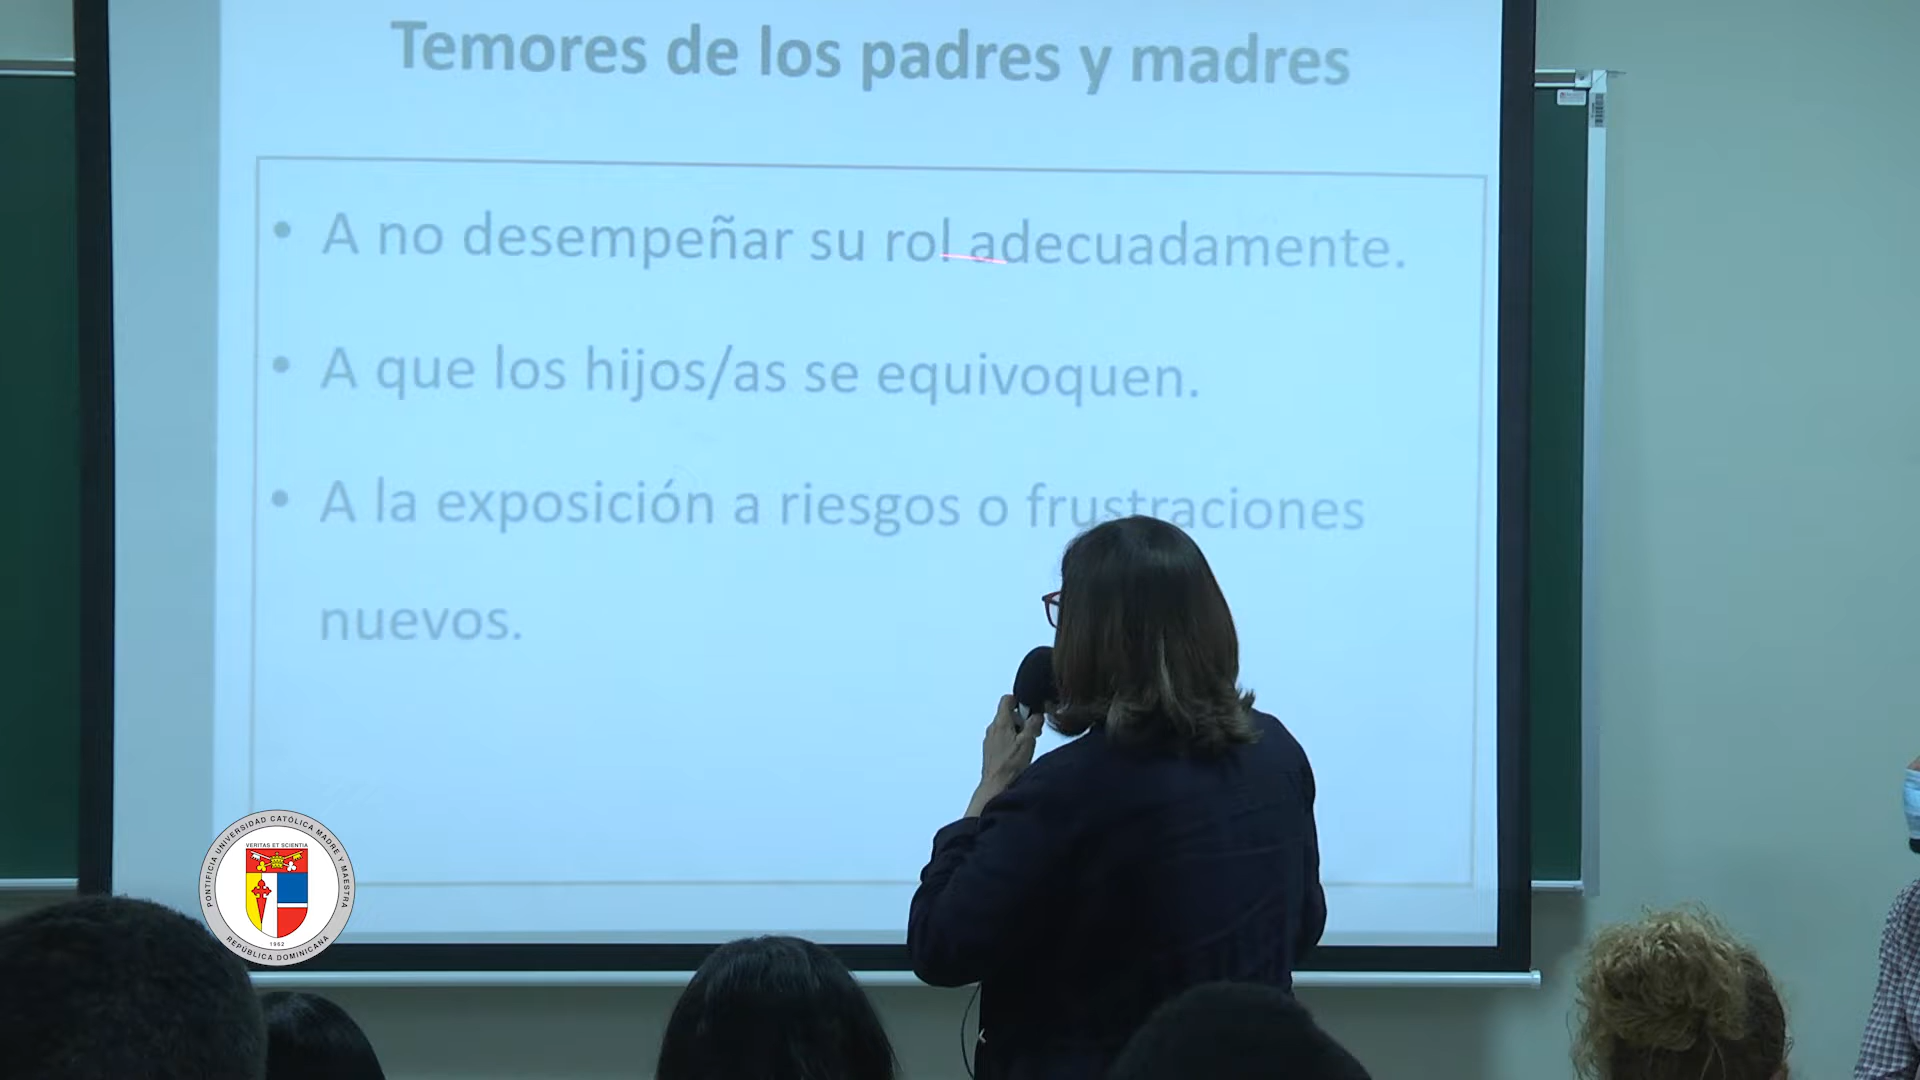 Temores de los padres y madres
• A no desempeñar su rol adecuadamente.
• A que los hijos/as se equivoquen.
• A la exposición a riesgos o frustraciones
nuevos.
PONTIFICIA UNIVERSIDAD CATÓLICA MADRE Y MAESTRA
VERITAS ET SCIENTIA
1962
REPÚBLICA DOMINICANA